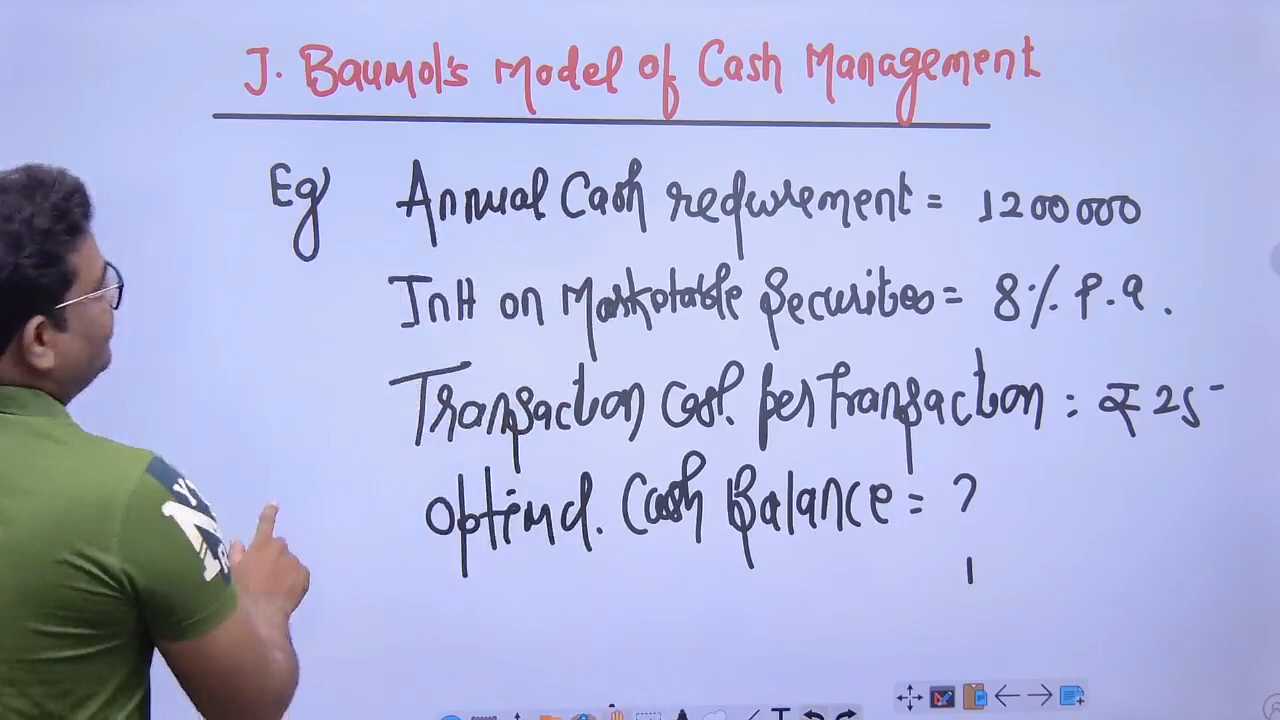 J. Baumol's Model of Cash Management
Eg Annual Cash requirement = 1200000
Intt on Marketable Securities = 8% P.a.
Transaction Cost. per transaction : ₹ 25
Optimal. Cash Balance = ?